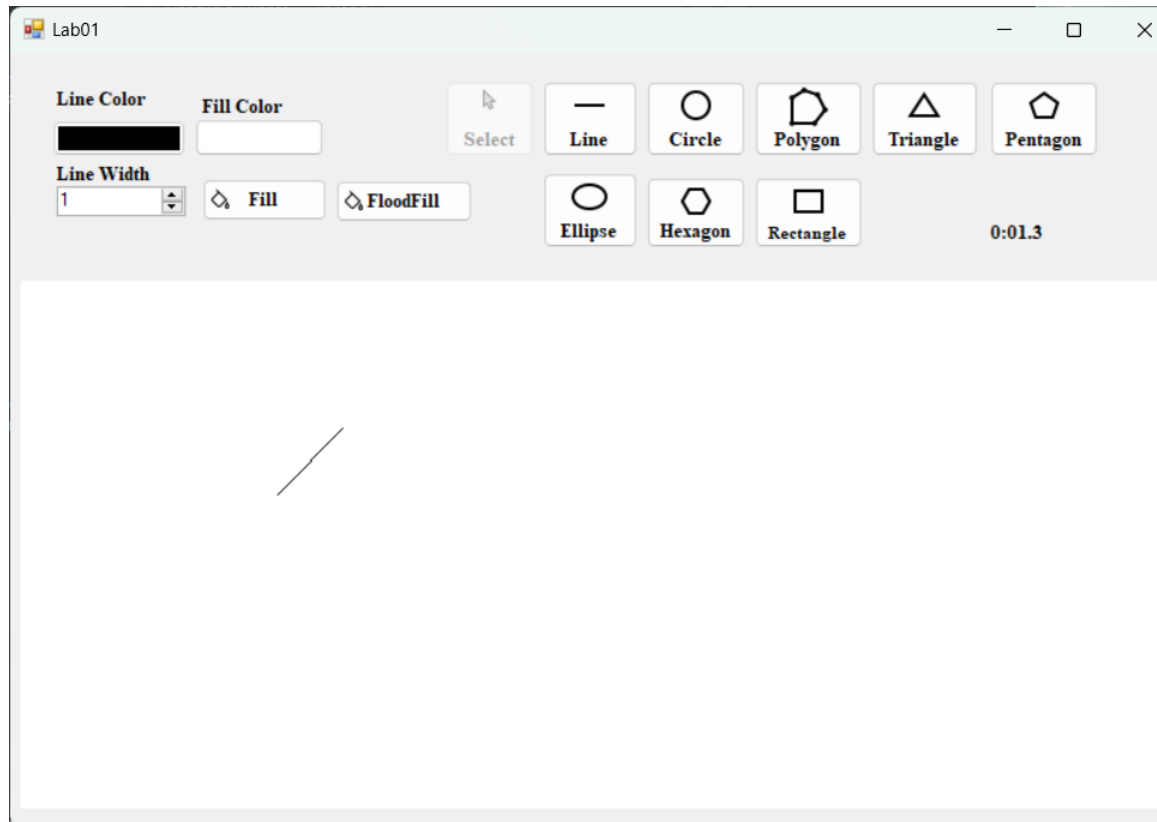 Lab01
Line Color
Fill Color
Select
Line
Circle
Polygon
Triangle
Pentagon
Line Width
1
Fill
FloodFill
Ellipse
Hexagon
Rectangle
0:01.3